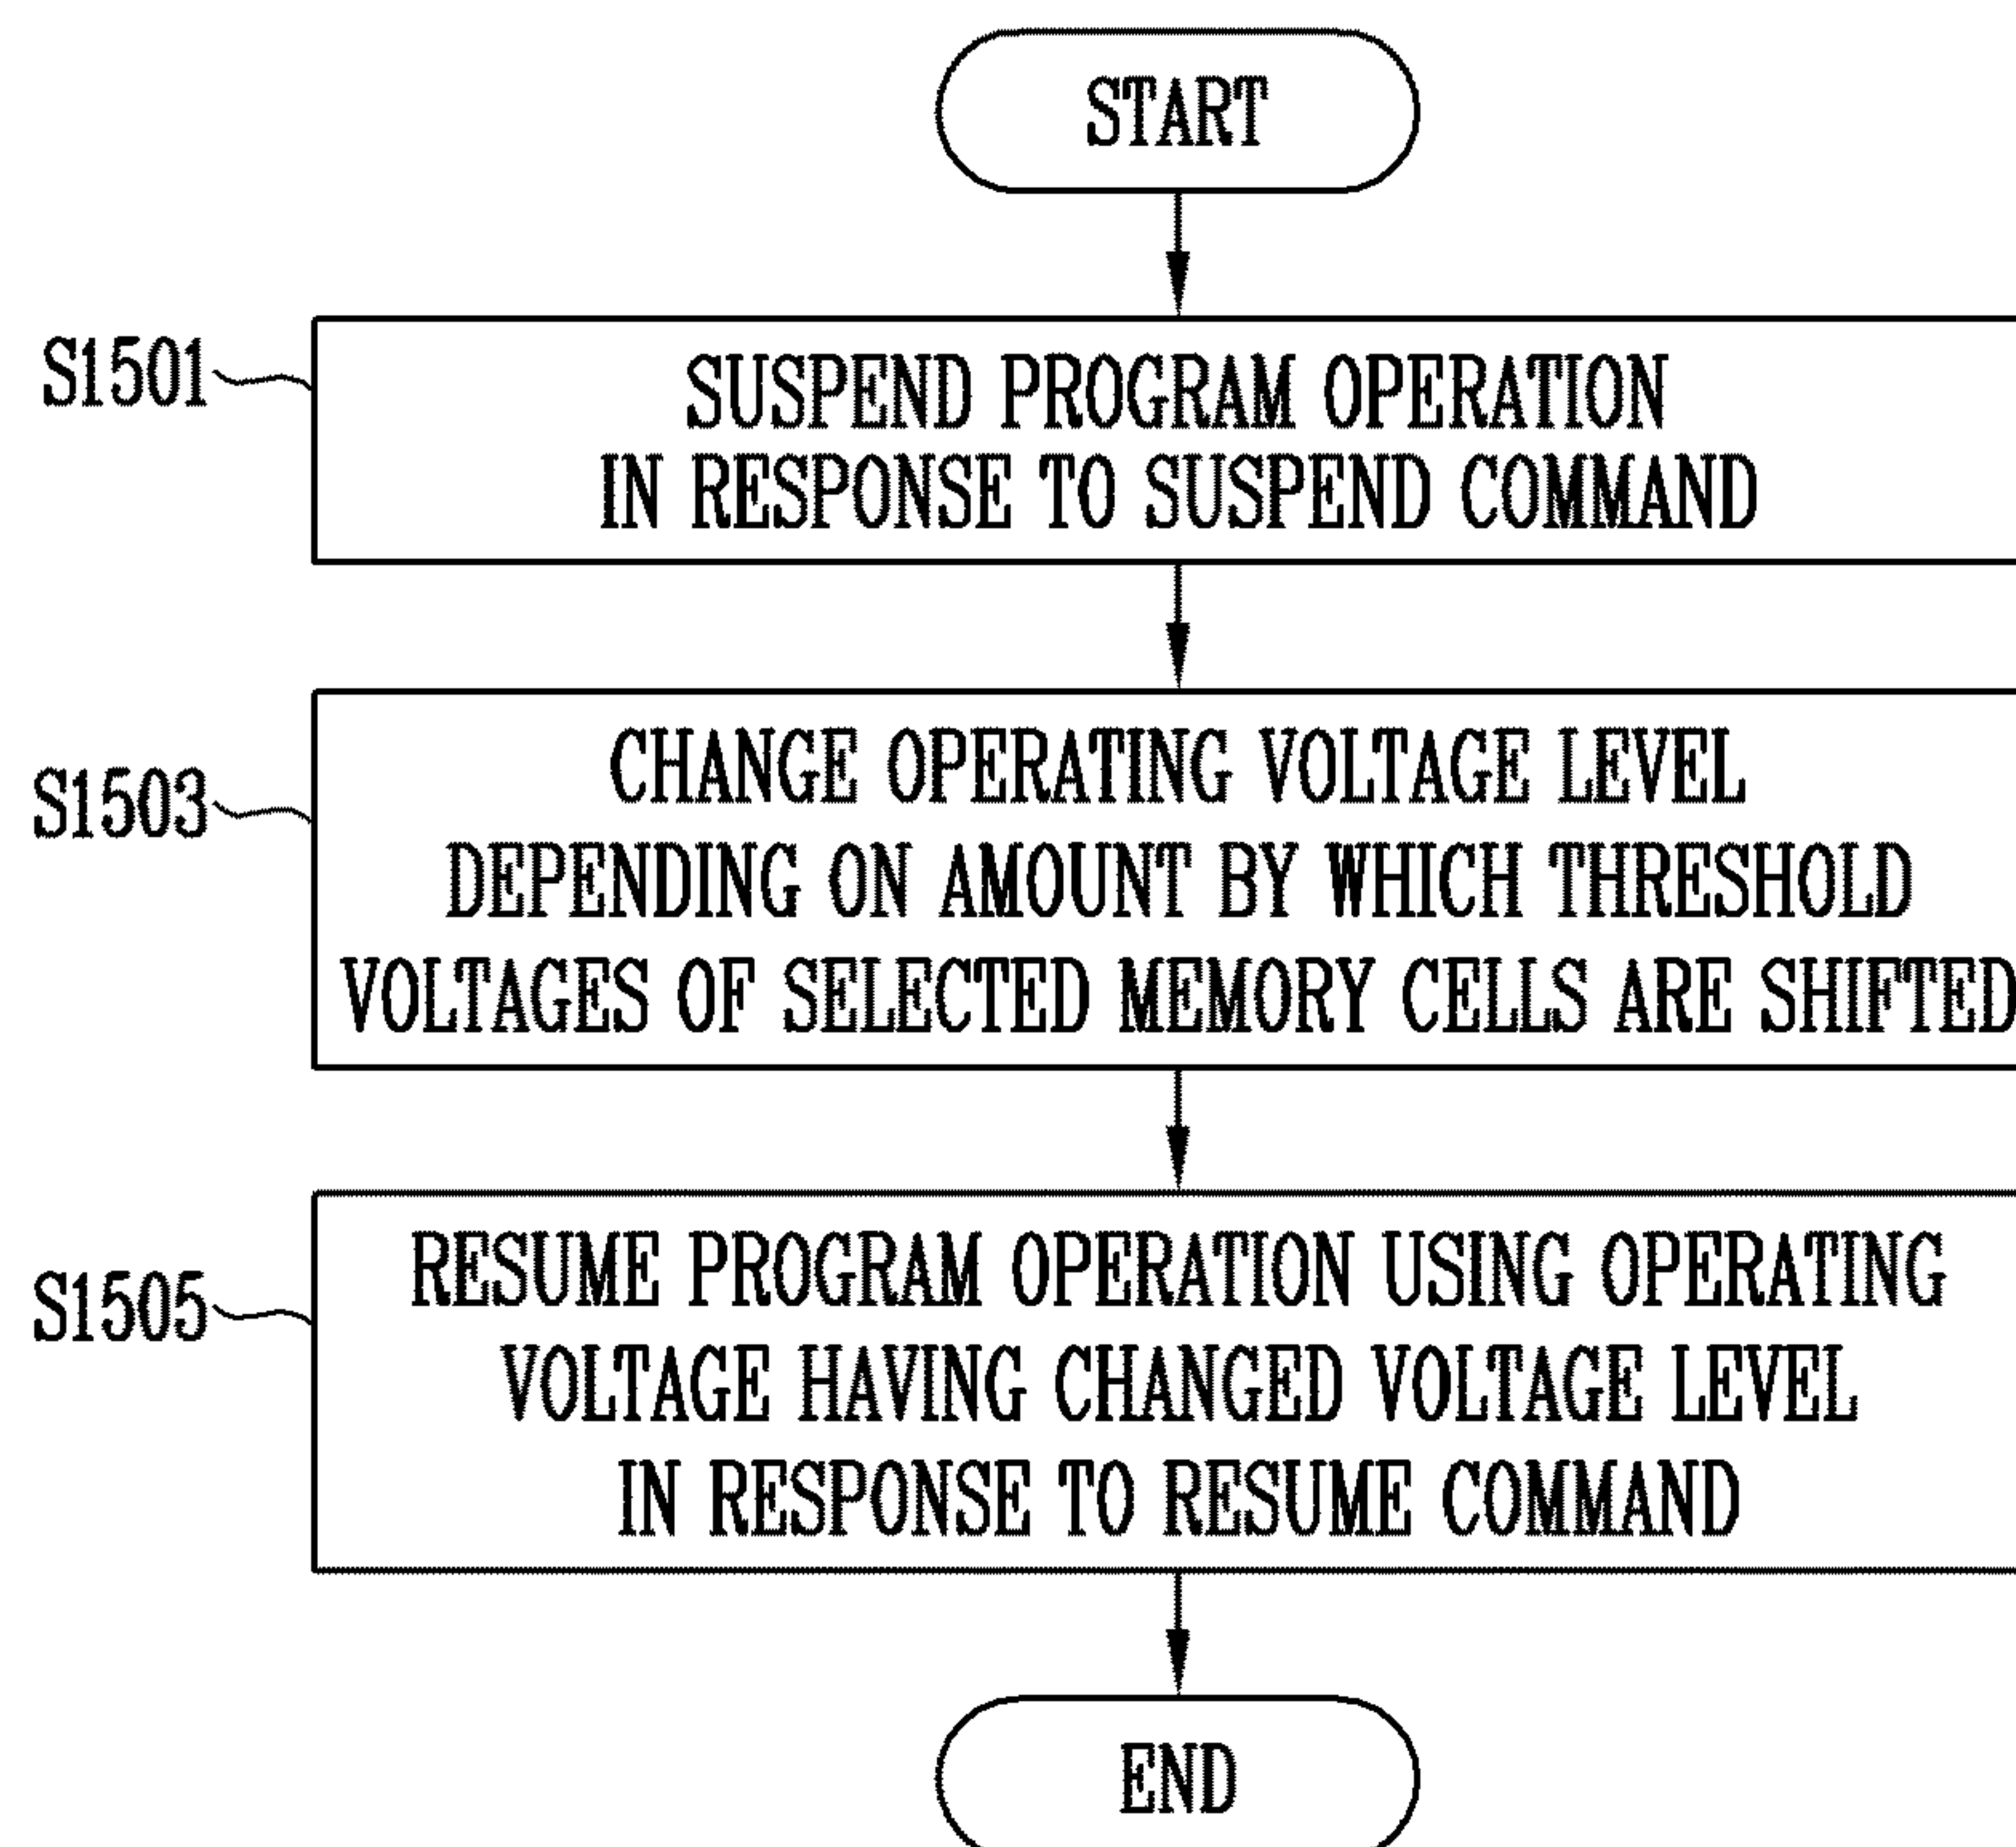 START
S1501
SUSPEND PROGRAM OPERATION
IN RESPONSE TO SUSPEND COMMAND
S1503
CHANGE OPERATING VOLTAGE LEVEL
DEPENDING ON AMOUNT BY WHICH THRESHOLD
VOLTAGES OF SELECTED MEMORY CELLS ARE SHIFTED
S1505
RESUME PROGRAM OPERATION USING OPERATING
VOLTAGE HAVING CHANGED VOLTAGE LEVEL
IN RESPONSE TO RESUME COMMAND
END